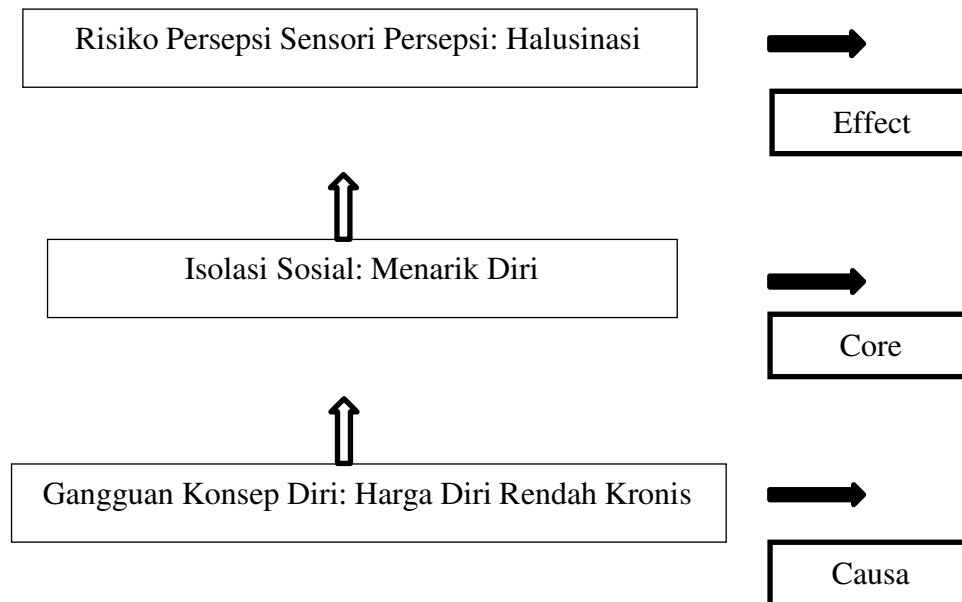 Risiko Persepsi Sensori Persepsi: Halusinasi
Effect
Isolasi Sosial: Menarik Diri
Core
Gangguan Konsep Diri: Harga Diri Rendah Kronis
Causa